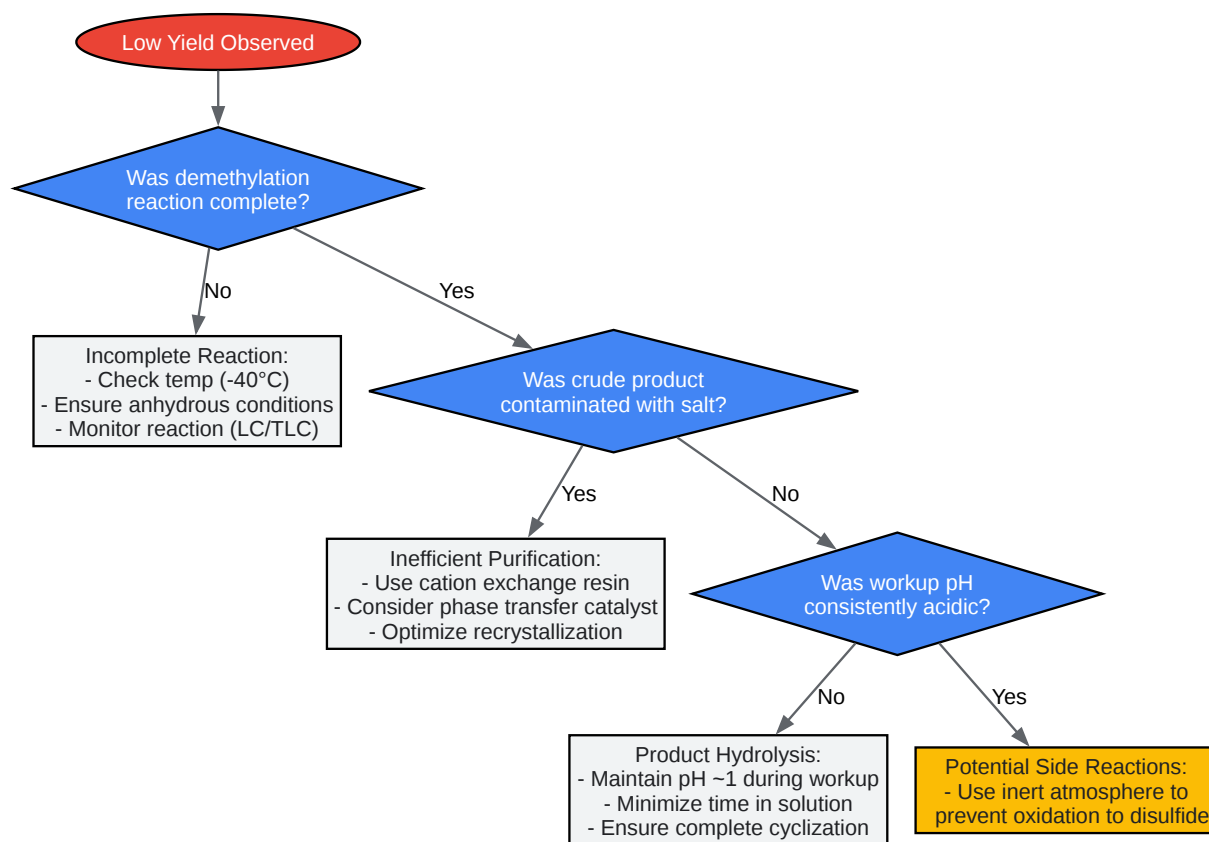 Low Yield Observed
Was demethylation
reaction complete?
No
Yes
Incomplete Reaction:
- Check temp (-40°C)
- Ensure anhydrous conditions
- Monitor reaction (LC/TLC)
Was crude product
contaminated with salt?
Yes
No
Inefficient Purification:
- Use cation exchange resin
- Consider phase transfer catalyst
- Optimize recrystallization
Was workup pH
consistently acidic?
No
Yes
Product Hydrolysis:
- Maintain pH ~1 during workup
- Minimize time in solution
- Ensure complete cyclization
Potential Side Reactions:
- Use inert atmosphere to
prevent oxidation to disulfide